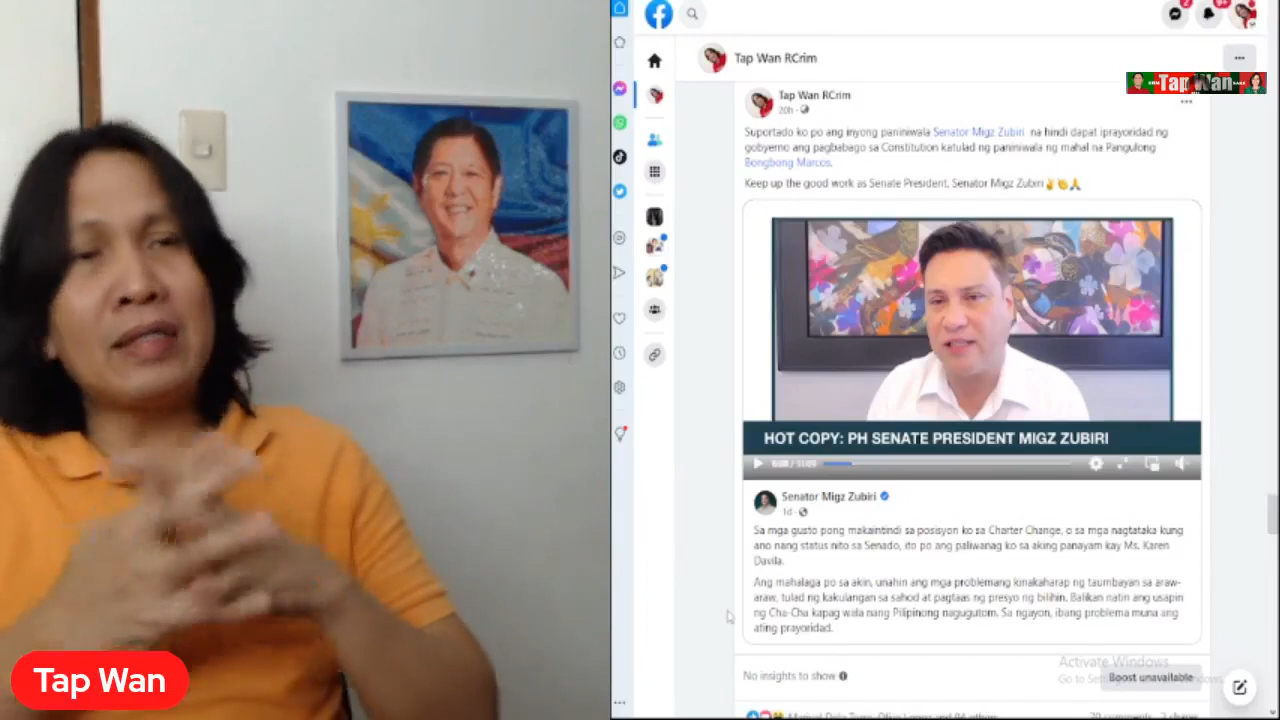 Tap Wan RCrim
Tap Wan
Tap Wan RCrim
20h
Suportado ko po ang inyong paniniwala Senator Migz Zubiri na hindi dapat iprayoridad ng
gobyerno ang pagbabago sa Constitution katulad ng paniniwala ng mahal na Pangulong
Bongbong Marcos.
Keep up the good work as Senate President, Senator Migz Zubiri✌👏🙏
HOT COPY: PH SENATE PRESIDENT MIGZ ZUBIRI
Senator Migz Zubiri
1d
Sa mga gusto pong makaintindi sa posisyon ko sa Charter Change, o sa mga nagtataka kung
ano nang status nito sa Senado, ito po ang paliwanag ko sa aking panayam kay Ms. Karen
Davila.
Ang mahalaga po sa akin, unahin ang mga problemang kinakaharap ng taumbayan sa araw-
araw, tulad ng kakulangan sa sahod at pagtaas ng presyo ng bilihin. Balikan natin ang usapin
ng Cha-Cha kapag wala nang Pilipinong nagugutom. Sa ngayon, ibang problema muna ang
ating prayoridad.
Activate Windows
No insights to show
Boost unavailable
Tap Wan